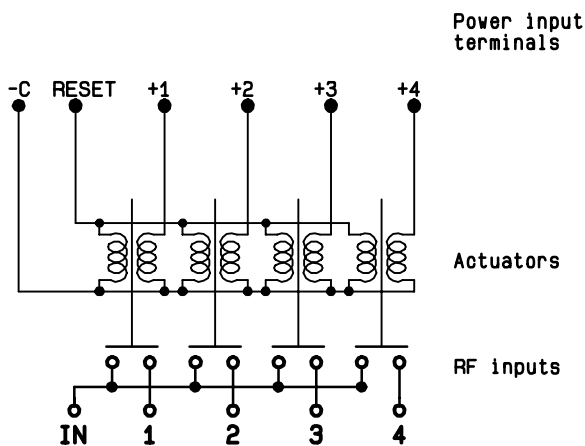 Power input
terminals
-C RESET +1 +2 +3 +4
Actuators
RF inputs
IN 1 2 3 4